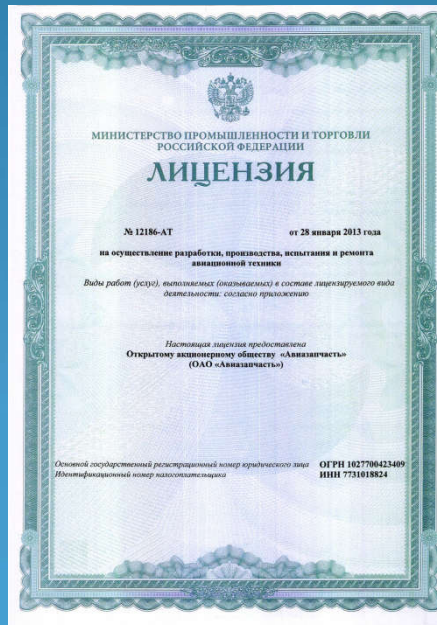 МИНИСТЕРСТВО ПРОМЫШЛЕННОСТИ И ТОРГОВЛИ
РОССИЙСКОЙ ФЕДЕРАЦИИ
ЛИЦЕНЗИЯ
№ 12186-АТ от 28 января 2013 года
на осуществление разработки, производства, испытания и ремонта
авиационной техники
Виды работ (услуг), выполняемых (оказываемых) в составе лицензируемого вида
деятельности: согласно приложению
Настоящая лицензия предоставлена
Открытому акционерному обществу «Авиазапчасть»
(ОАО «Авиазапчасть»)
Основной государственный регистрационный номер юридического лица ОГРН 1027700423409
Идентификационный номер налогоплательщика ИНН 7731018824